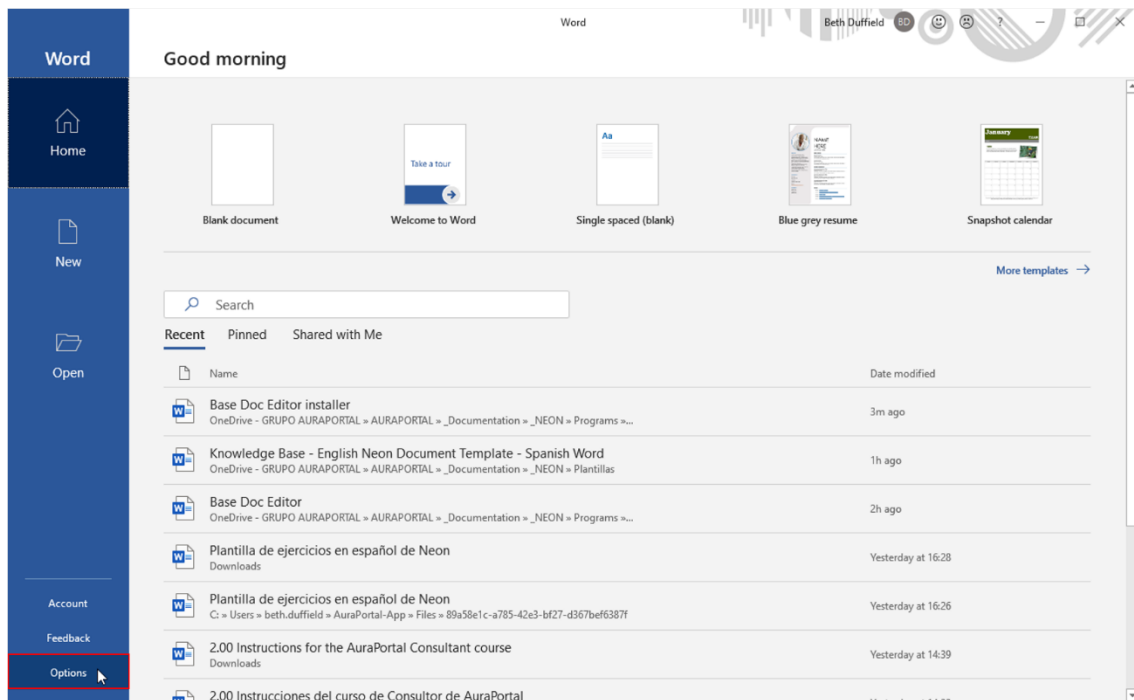 Word
Beth Duffield BD ?
Word
Good morning
Home
New
Open
Account
Feedback
Options
Take a tour
Aa
NAME
HERE
January
Blank document
Welcome to Word
Single spaced (blank)
Blue grey resume
Snapshot calendar
More templates
Search
Recent Pinned Shared with Me
Name Date modified
Base Doc Editor installer
OneDrive - GRUPO AURAPORTAL » AURAPORTAL » _Documentation » _NEON » Programs »...
3m ago
Knowledge Base - English Neon Document Template - Spanish Word
OneDrive - GRUPO AURAPORTAL » AURAPORTAL » _Documentation » _NEON » Plantillas
1h ago
Base Doc Editor
OneDrive - GRUPO AURAPORTAL » AURAPORTAL » _Documentation » _NEON » Programs »...
2h ago
Plantilla de ejercicios en español de Neon
Downloads
Yesterday at 16:28
Plantilla de ejercicios en español de Neon
C: » Users » beth.duffield » AuraPortal-App » Files » 89a58e1c-a785-42e3-bf27-d367bef6387f
Yesterday at 16:26
2.00 Instructions for the AuraPortal Consultant course
Downloads
Yesterday at 14:39
2.00 Instrucciones del curso de Consultor de AuraPortal